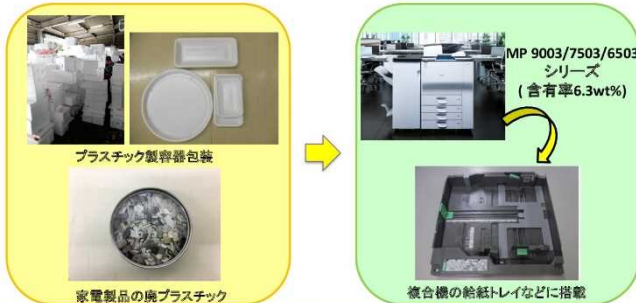 プラスチック製容器包装
家電製品の廃プラスチック
MP 9003/7503/6503
シリーズ
( 含有率6.3wt%)
複合機の給紙トレイなどに搭載